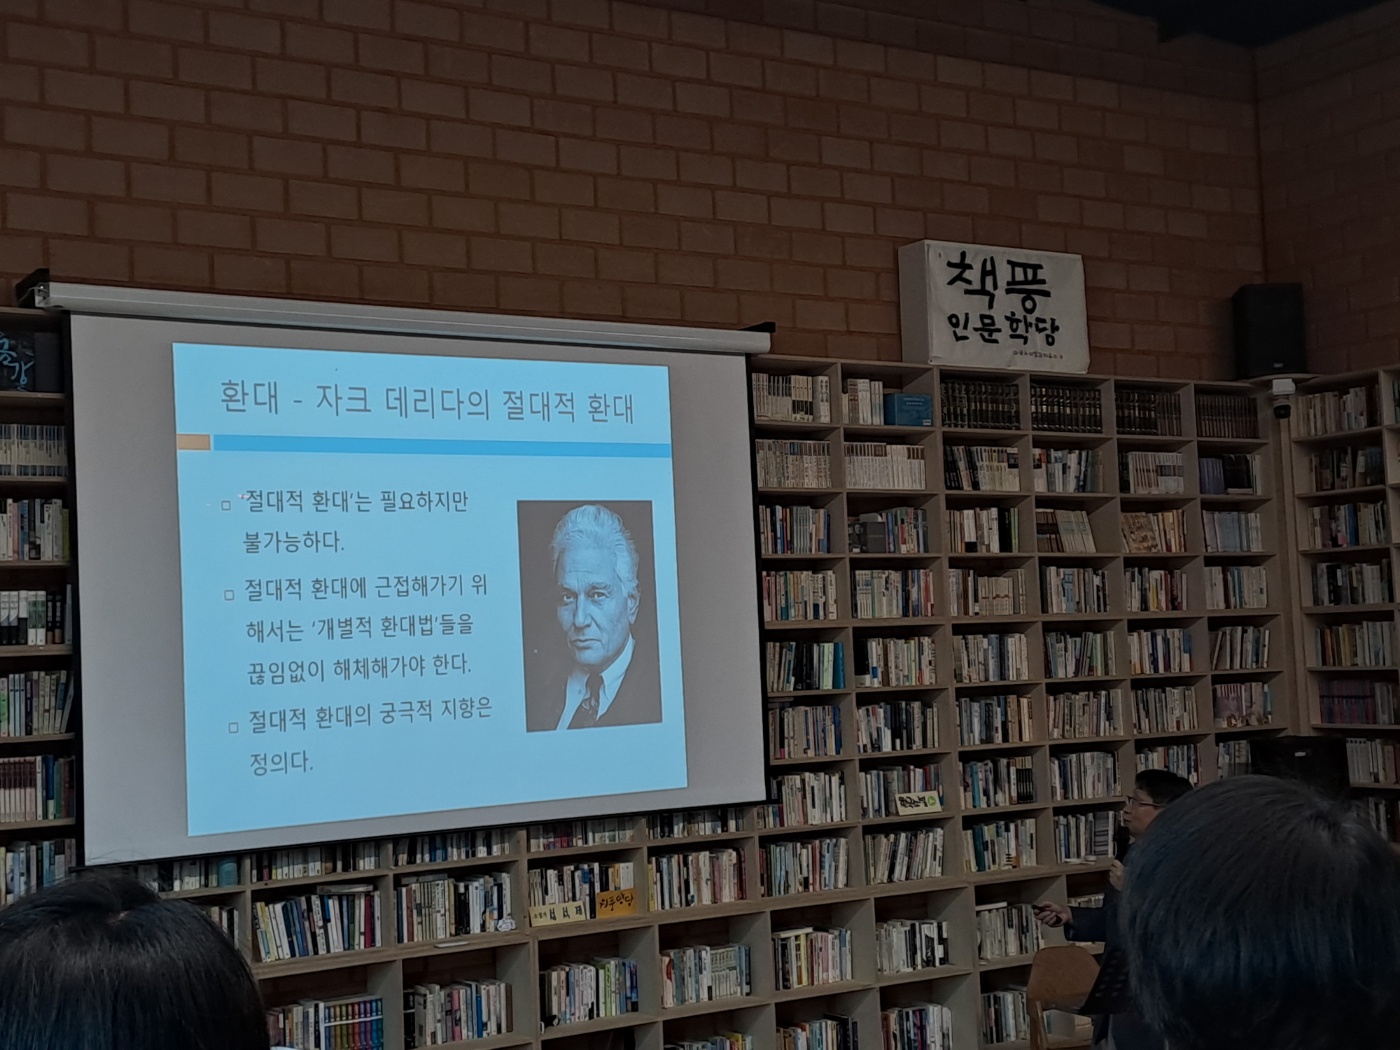 환대 - 자크 데리다의 절대적 환대
'절대적 환대'는 필요하지만
불가능하다.
절대적 환대에 근접해가기 위
해서는 '개별적 환대법'들을
끊임없이 해체해가야 한다.
절대적 환대의 궁극적 지향은
정의다.
책풍
인문학당